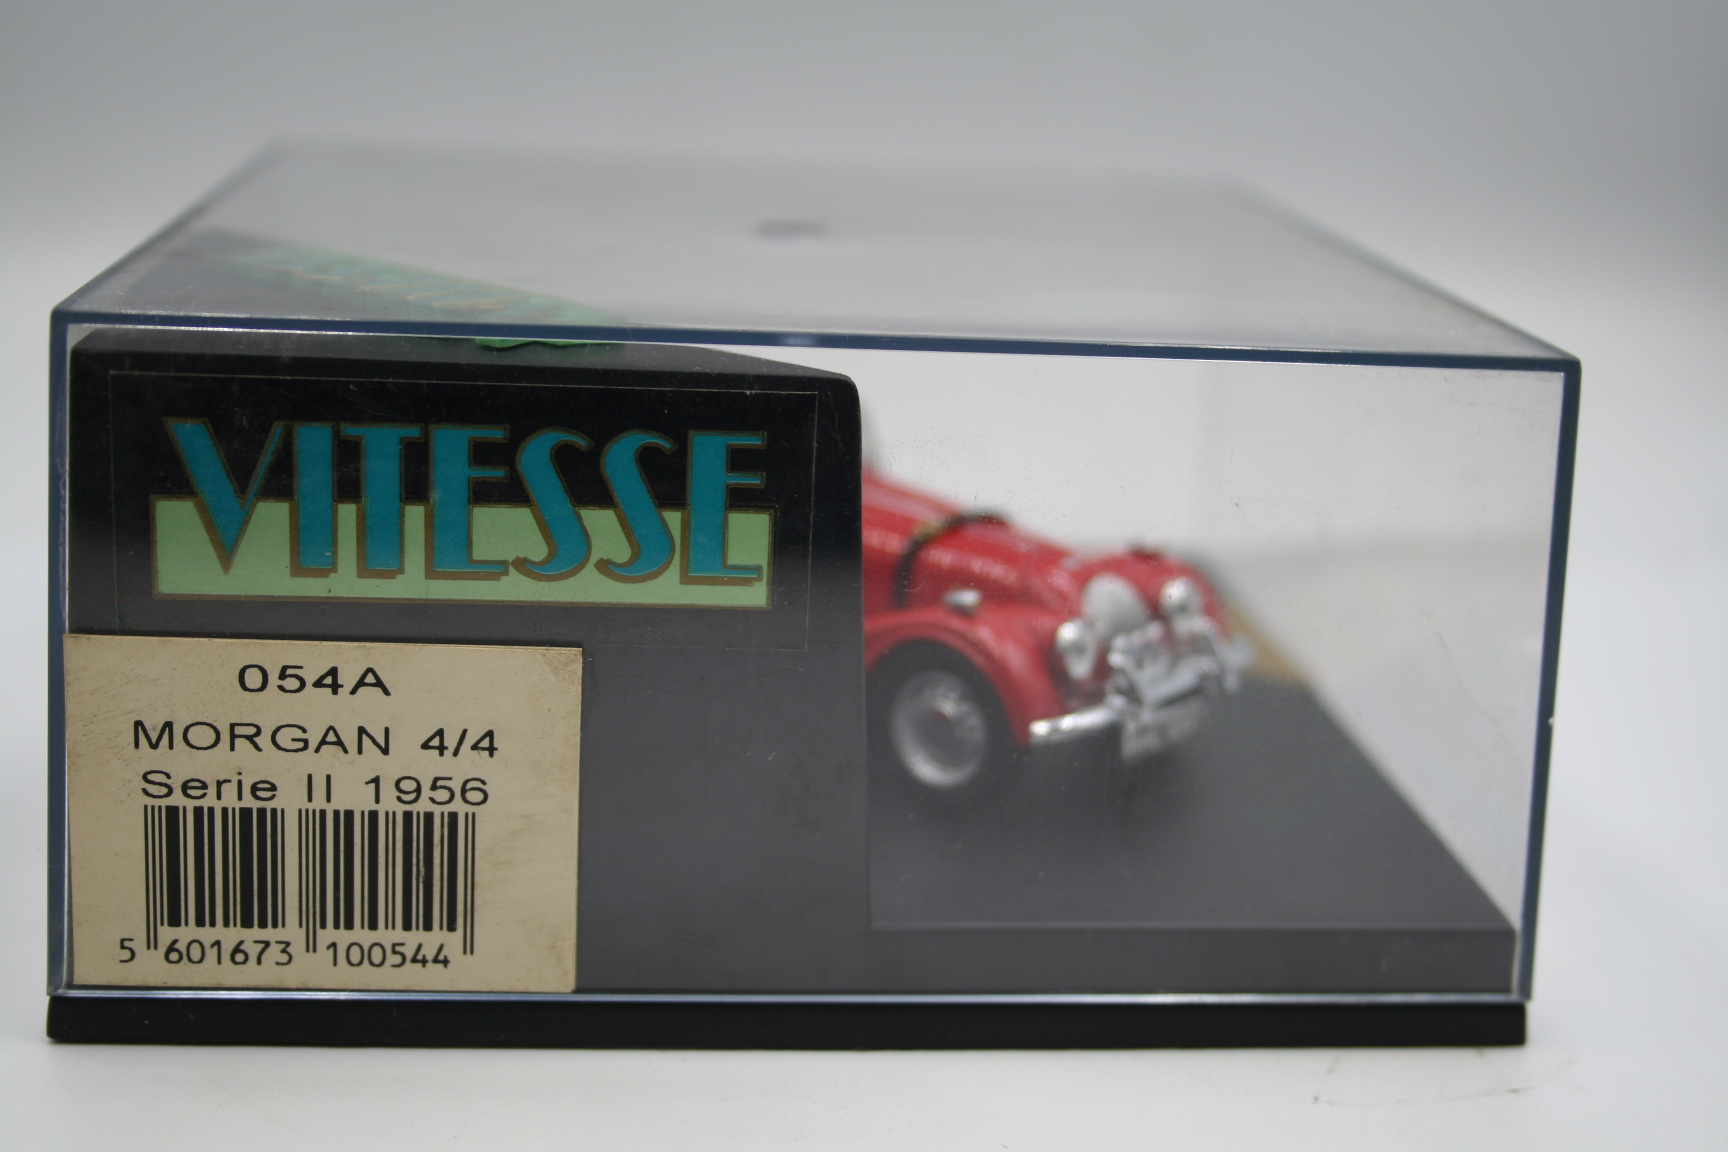 VITESSE
054A
MORGAN 4/4
Serie II 1956
5 601673 100544